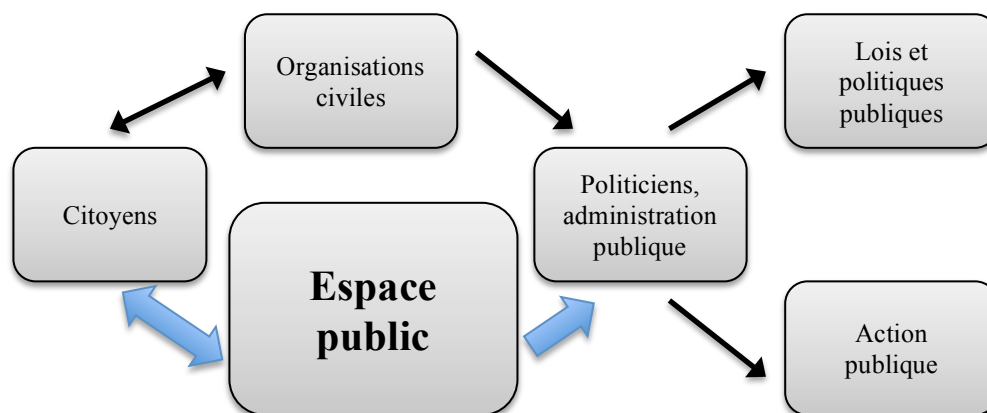 Organisations
civiles
Lois et
politiques
publiques
Citoyens
Politiciens,
administration
publique
Espace
public
Action
publique